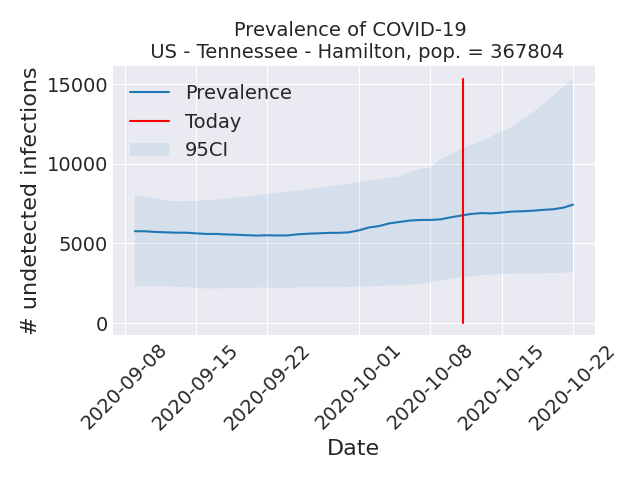 Prevalence of COVID-19
US - Tennessee - Hamilton, pop. = 367804
# undetected infections
15000
10000
5000
0
Prevalence
Today
95CI
2020-09-08
2020-09-15
2020-09-22
2020-10-01
2020-10-08
2020-10-15
2020-10-22
Date